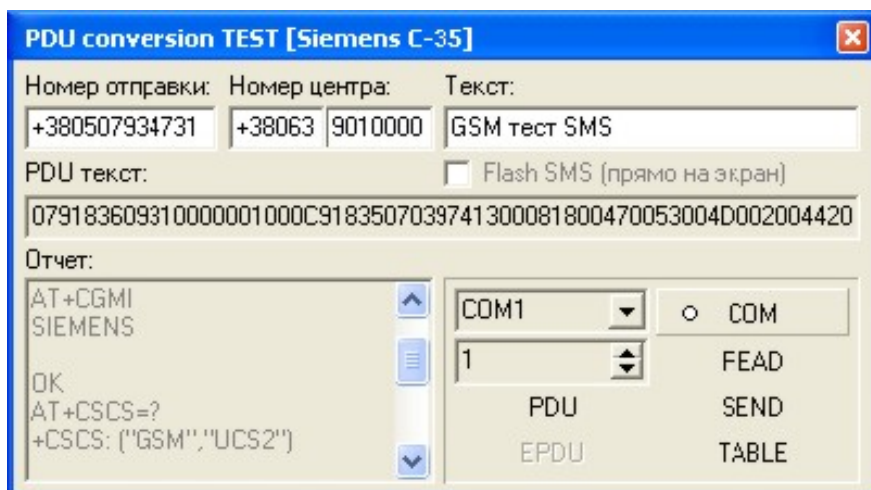 PDU conversion TEST [Siemens C-35]
Номер отправки: Номер центра: Текст:
+380507934731 +38063 9010000 GSM тест SMS
PDU текст: Flash SMS (прямо на экран)
07918360931000000100​0C9183507039741300081800470053004D002004420
Отчет:
AT+CGMI
SIEMENS
OK
AT+CSCS=?
+CSCS: ("GSM","UCS2")
COM1 COM
1 FEAD
PDU SEND
EPDU TABLE